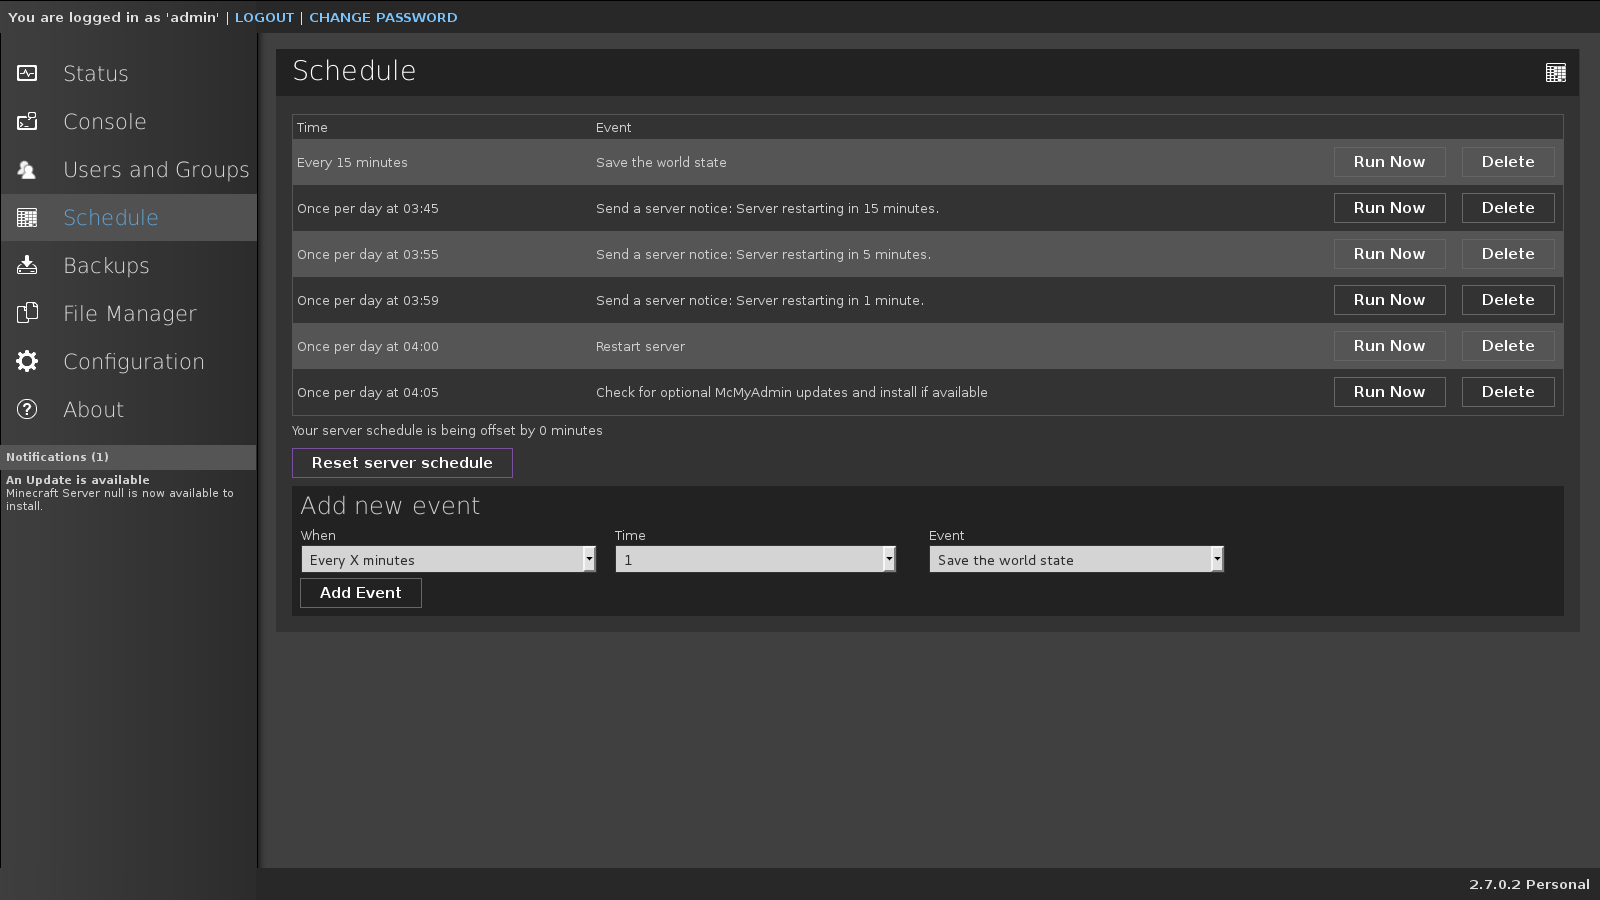 You are logged in as 'admin' | LOGOUT | CHANGE PASSWORD
Status
Console
Users and Groups
Schedule
Backups
File Manager
Configuration
About
Notifications (1)
An Update is available
Minecraft Server null is now available to
install.
Schedule
Time Event
Every 15 minutes Save the world state Run Now Delete
Once per day at 03:45 Send a server notice: Server restarting in 15 minutes. Run Now Delete
Once per day at 03:55 Send a server notice: Server restarting in 5 minutes. Run Now Delete
Once per day at 03:59 Send a server notice: Server restarting in 1 minute. Run Now Delete
Once per day at 04:00 Restart server Run Now Delete
Once per day at 04:05 Check for optional McMyAdmin updates and install if available Run Now Delete
Your server schedule is being offset by 0 minutes
Reset server schedule
Add new event
When Time Event
Every X minutes 1 Save the world state
Add Event
2.7.0.2 Personal